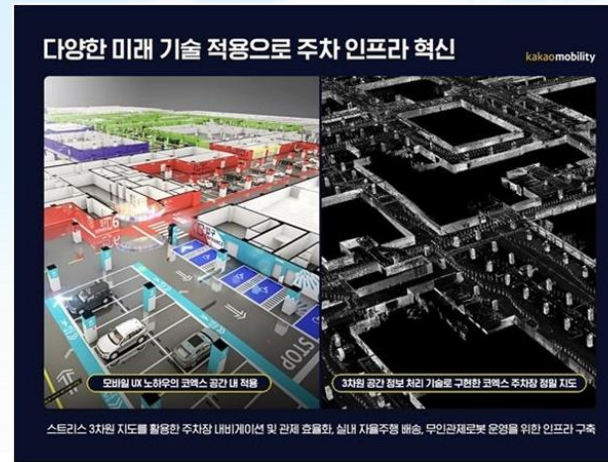 다양한 미래 기술 적용으로 주차 인프라 혁신
kakaomobility
STOP
모바일 UX 노하우의 코엑스 공간 내 적용
3차원 공간 정보 처리 기술로 구현한 코엑스 주차장 정밀 지도
스트리스 3차원 지도를 활용한 주차장 내비게이션 및 관제 효율화, 실내 자율주행 배송, 무인관제로봇 운영을 위한 인프라 구축